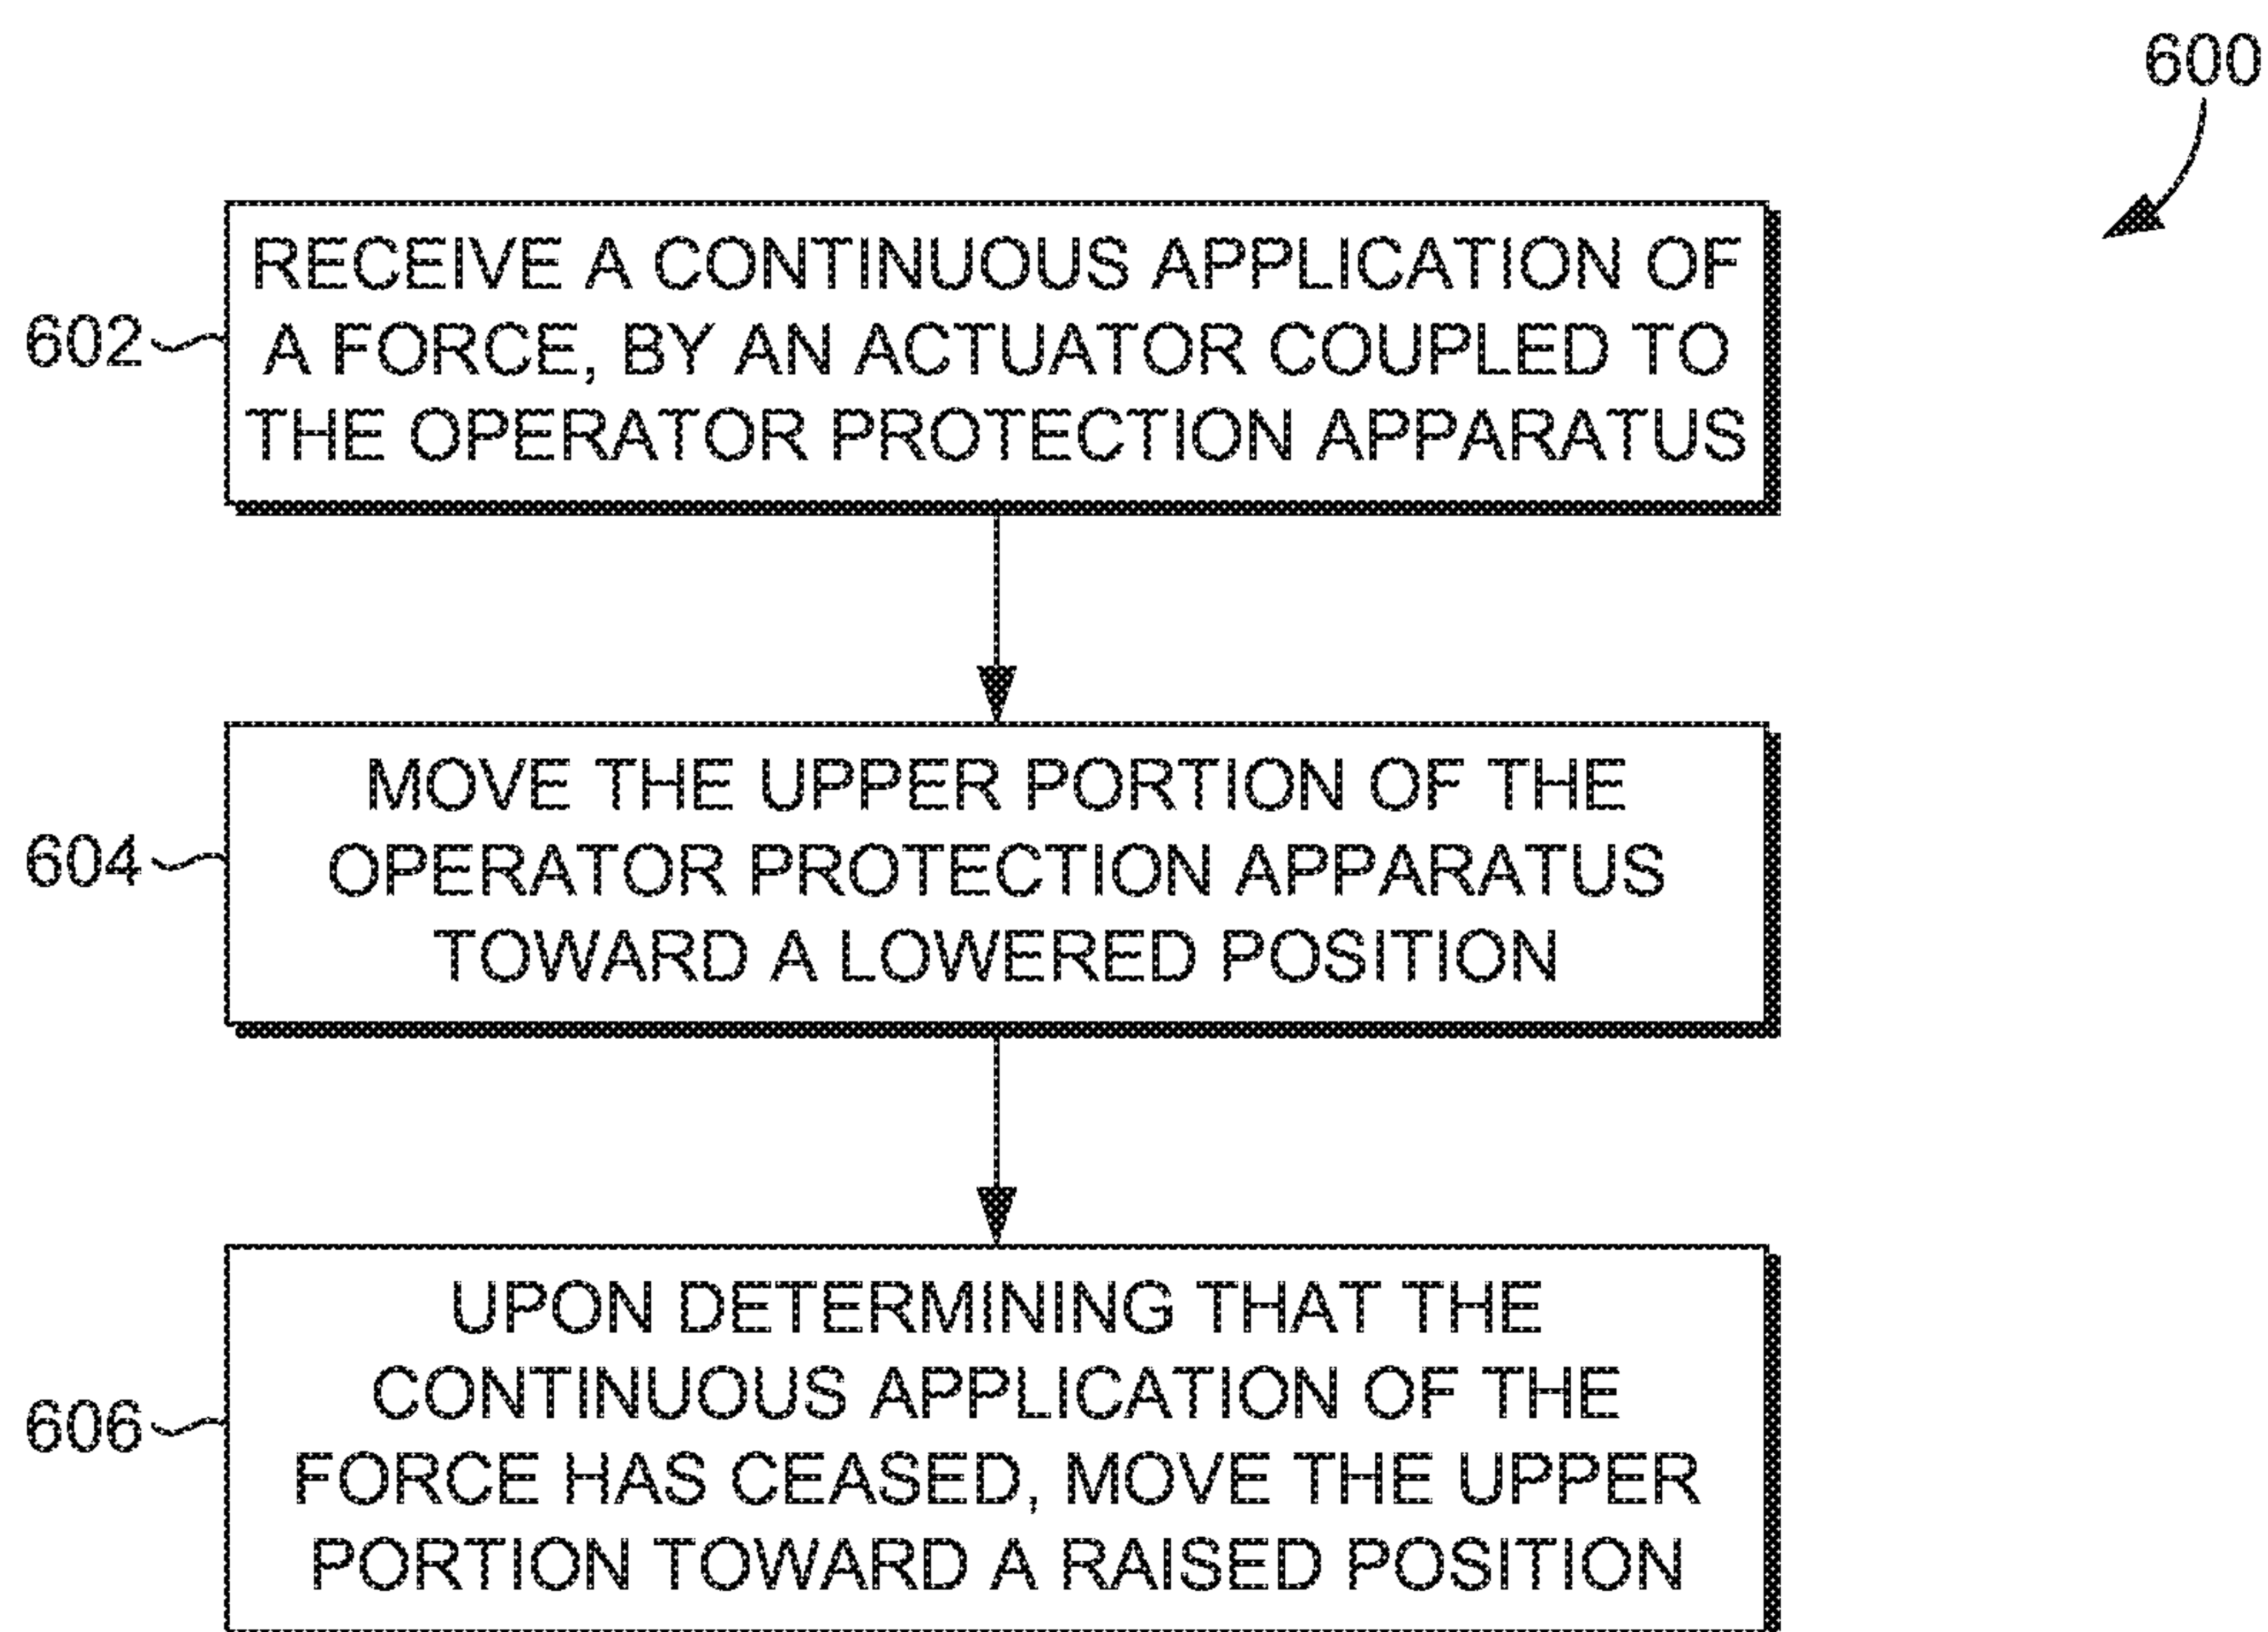 600
602
RECEIVE A CONTINUOUS APPLICATION OF
A FORCE, BY AN ACTUATOR COUPLED TO
THE OPERATOR PROTECTION APPARATUS
604
MOVE THE UPPER PORTION OF THE
OPERATOR PROTECTION APPARATUS
TOWARD A LOWERED POSITION
606
UPON DETERMINING THAT THE
CONTINUOUS APPLICATION OF THE
FORCE HAS CEASED, MOVE THE UPPER
PORTION TOWARD A RAISED POSITION